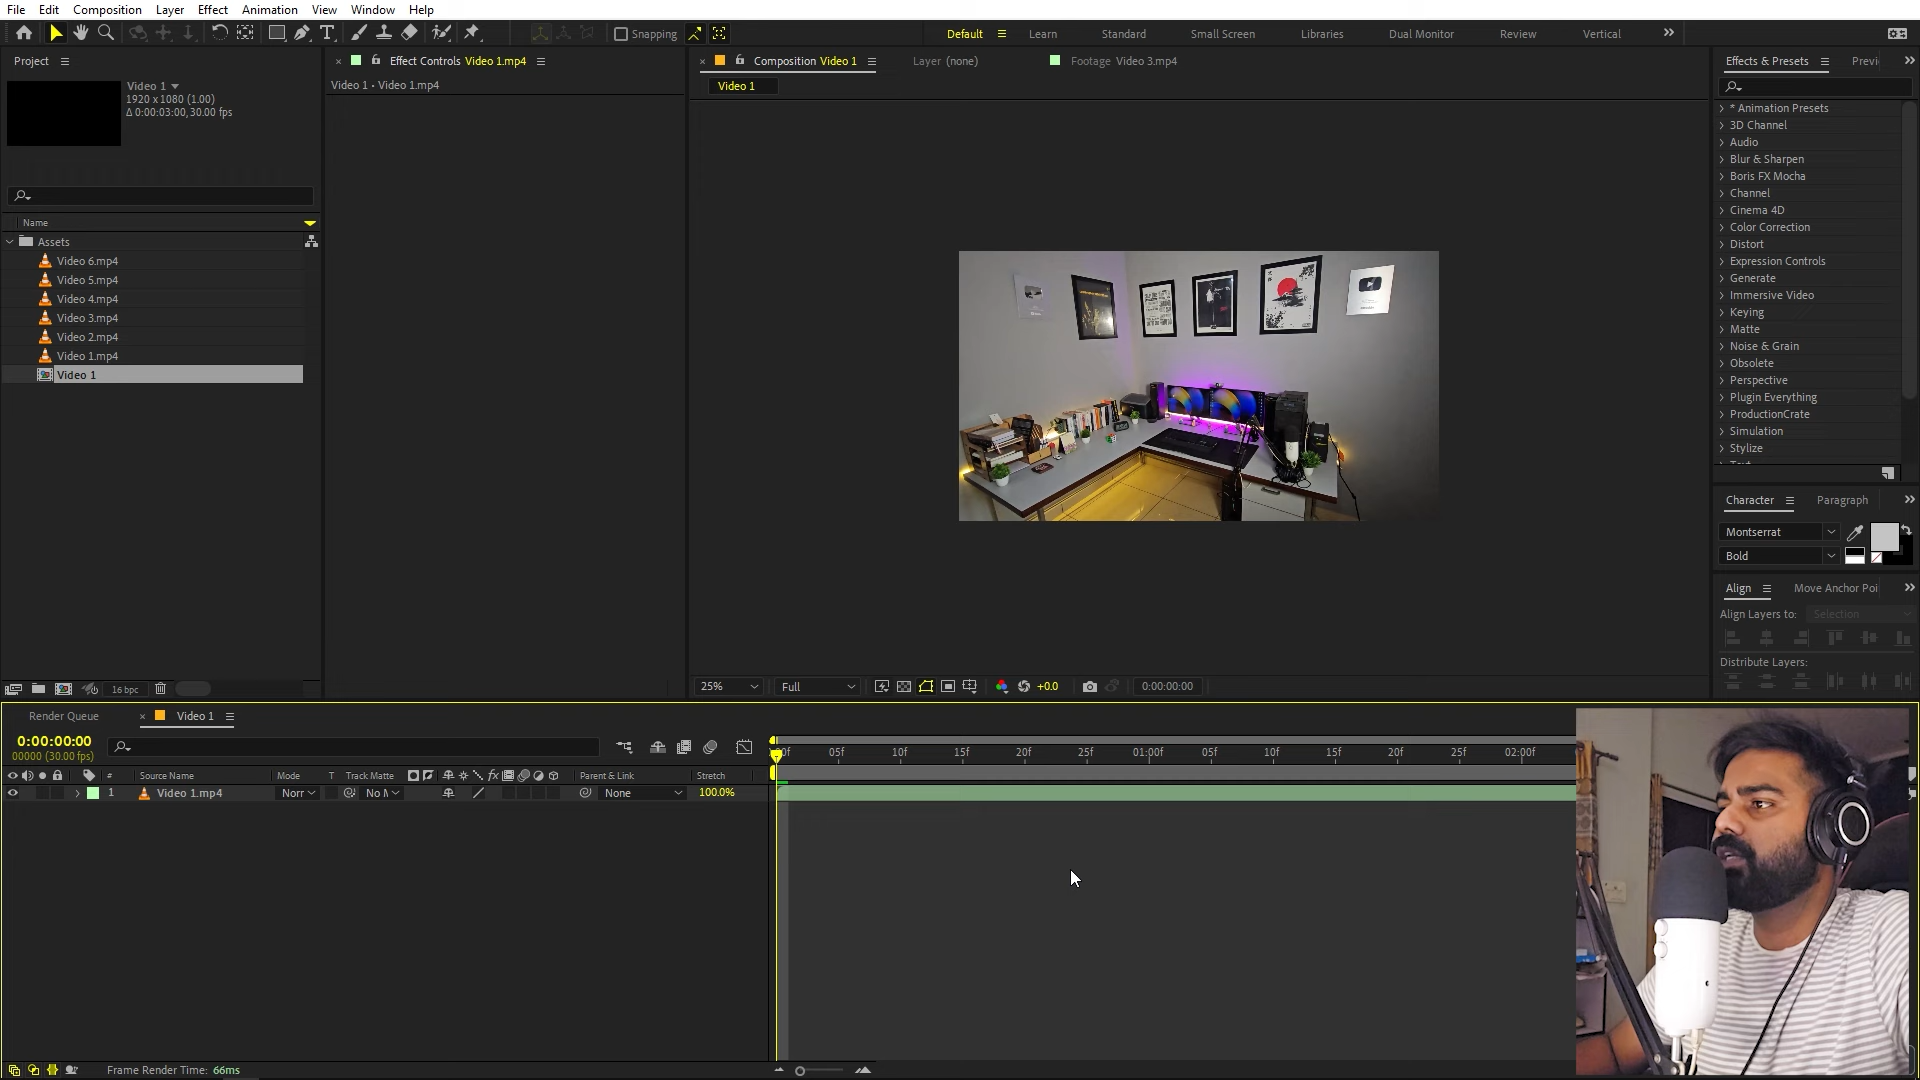 File Edit Composition Layer Effect Animation View Window Help
Snapping
Default Learn Standard Small Screen Libraries Dual Monitor Review Vertical
Project
Effect Controls Video 1.mp4
Composition Video 1
Layer (none)
Footage Video 3.mp4
Effects & Presets
Video 1
1920 x 1080 (1.00)
Δ 0:00:03:00, 30.00 fps
Video 1 • Video 1.mp4
Video 1
Name
Assets
Video 6.mp4
Video 5.mp4
Video 4.mp4
Video 3.mp4
Video 2.mp4
Video 1.mp4
Video 1
16 bpc
* Animation Presets
3D Channel
Audio
Blur & Sharpen
Boris FX Mocha
Channel
Cinema 4D
Color Correction
Distort
Expression Controls
Generate
Immersive Video
Keying
Matte
Noise & Grain
Obsolete
Perspective
Plugin Everything
ProductionCrate
Simulation
Stylize
Character Paragraph
Montserrat
Bold
Align Move Anchor Poi
Align Layers to: Selection
Distribute Layers:
25% Full +0.0 0:00:00:00
Render Queue Video 1
0:00:00:00
00000 (30.00 fps)
05f 10f 15f 20f 25f 01:00f 05f 10f 15f 20f 25f 02:00f
# Source Name Mode T Track Matte fx Parent & Link Stretch
1 Video 1.mp4 Norr No M None 100.0%
Frame Render Time: 66ms